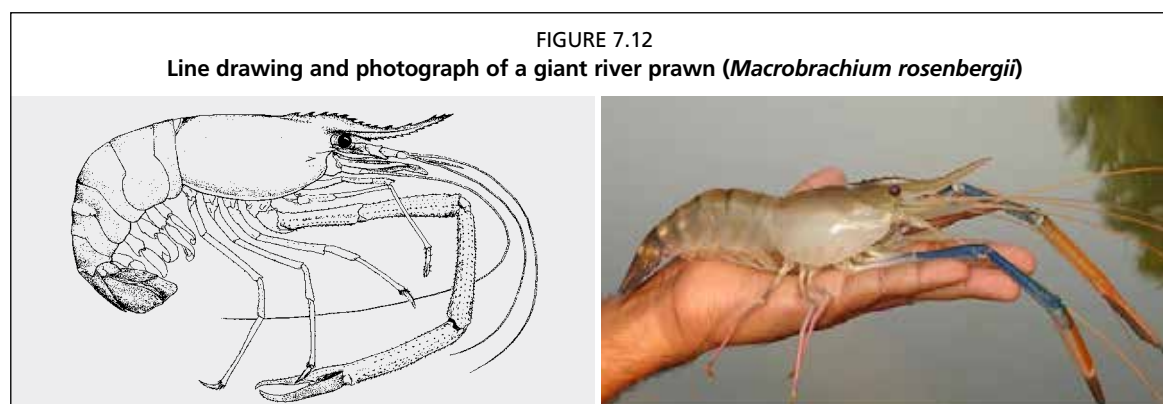 FIGURE 7.12
Line drawing and photograph of a giant river prawn (Macrobrachium rosenbergii)